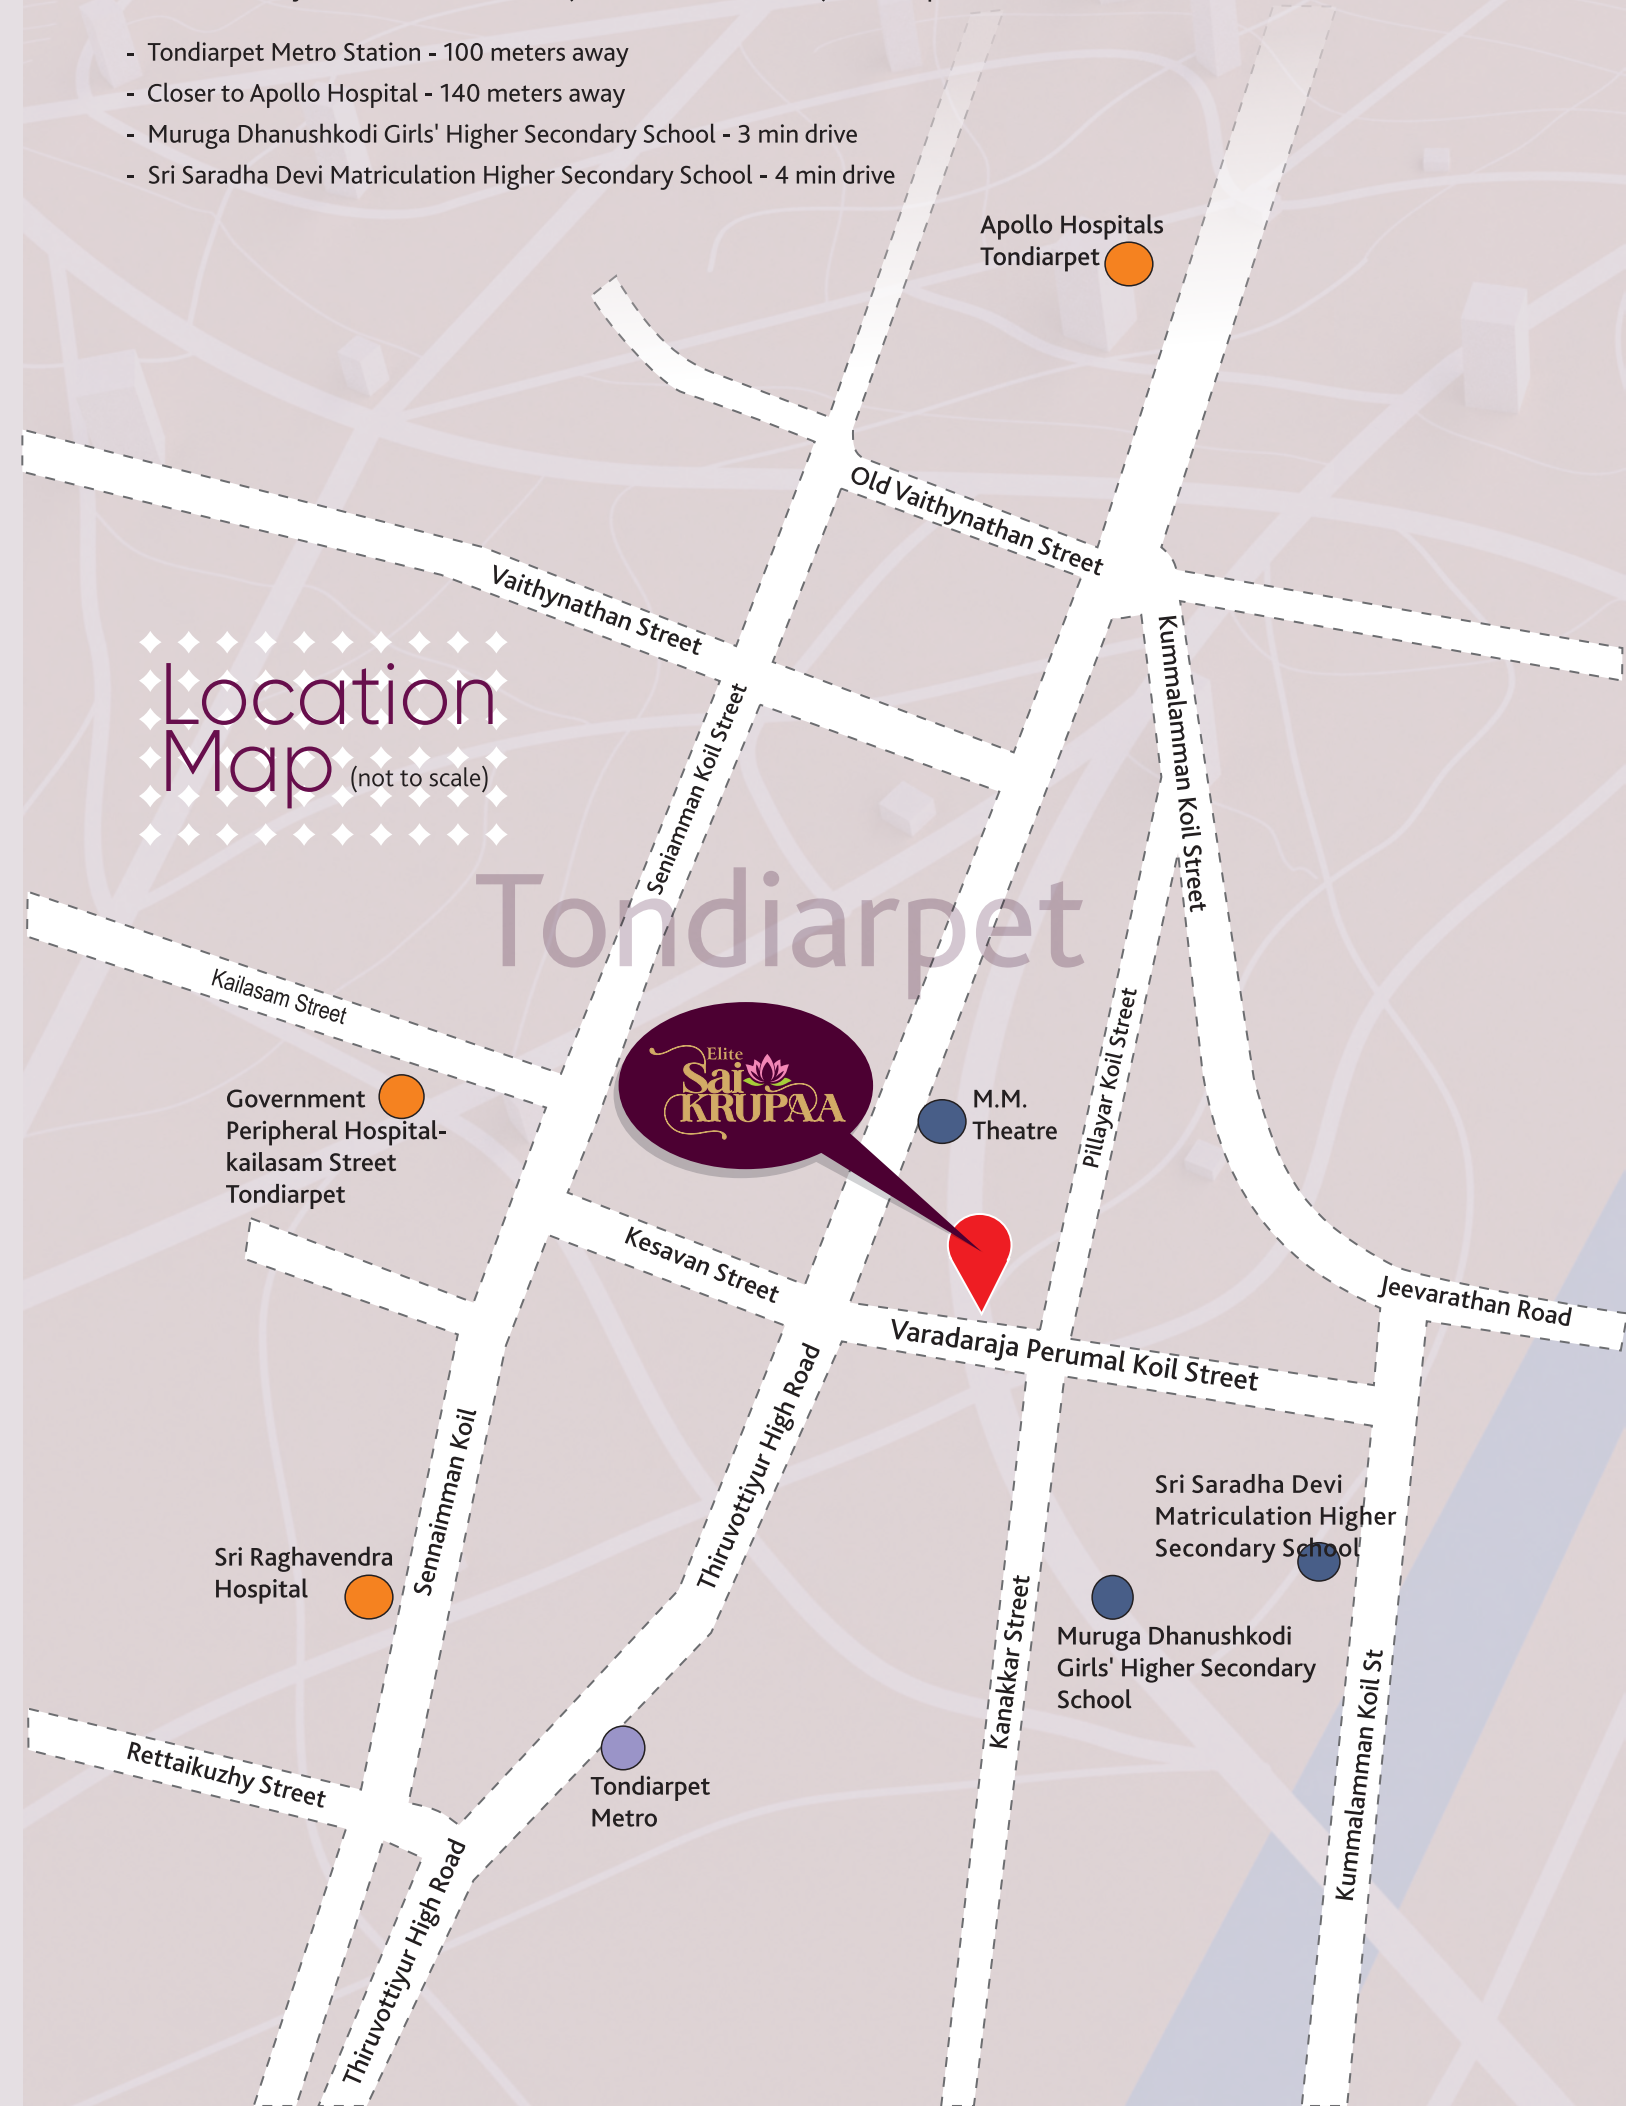 - Tondiarpet Metro Station - 100 meters away
- Closer to Apollo Hospital - 140 meters away
- Muruga Dhanushkodi Girls' Higher Secondary School - 3 min drive
- Sri Saradha Devi Matriculation Higher Secondary School - 4 min drive
Apollo Hospitals
Tondiarpet
Old Vaithynathan Street
Vaithynathan Street
Kummalamman Koil Street
Location
Map (not to scale)
Seniamman Koil Street
Tondiarpet
Kailasam Street
Pillayar Koil Street
Elite
Sai
KRUPAA
M.M.
Theatre
Government
Peripheral Hospital-
kailasam Street
Tondiarpet
Kesavan Street
Jeevarathan Road
Varadaraja Perumal Koil Street
Thiruvottiyur High Road
Sennaimman Koil
Sri Saradha Devi
Matriculation Higher
Secondary School
Sri Raghavendra
Hospital
Kanakkar Street
Muruga Dhanushkodi
Girls' Higher Secondary
School
Kummalamman Koil St
Rettaikuzhy Street
Tondiarpet
Metro
Thiruvottiyur High Road